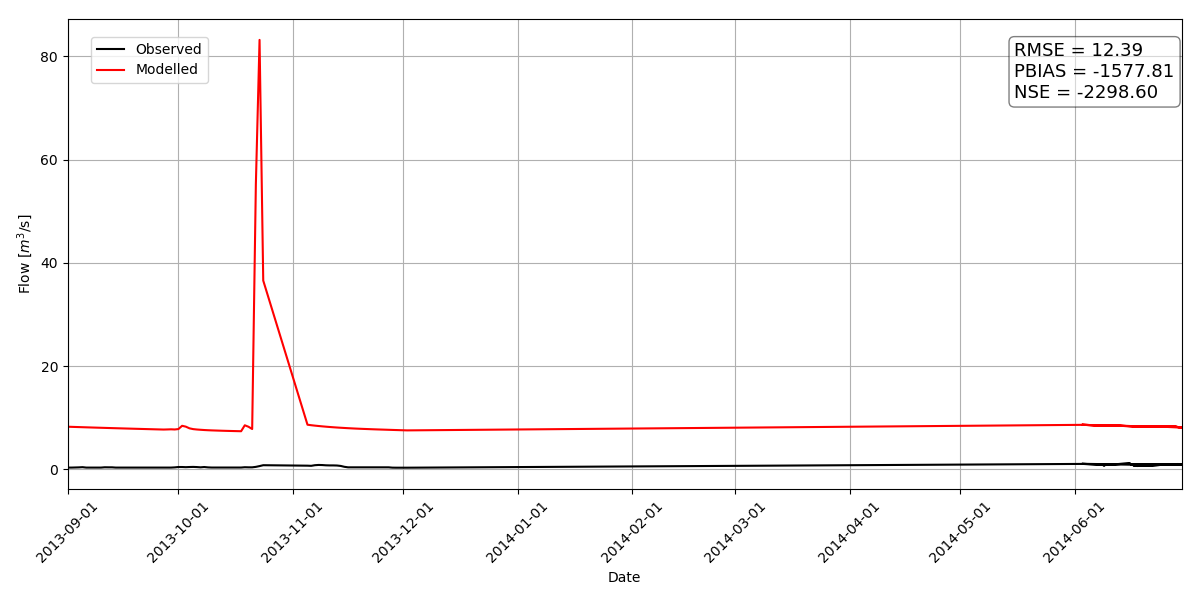 Observed
Modelled
RMSE = 12.39
PBIAS = -1577.81
NSE = -2298.60
80
60
40
20
0
Flow [m³/s]
2013-09-01
2013-10-01
2013-11-01
2013-12-01
2014-01-01
2014-02-01
2014-03-01
2014-04-01
2014-05-01
2014-06-01
Date